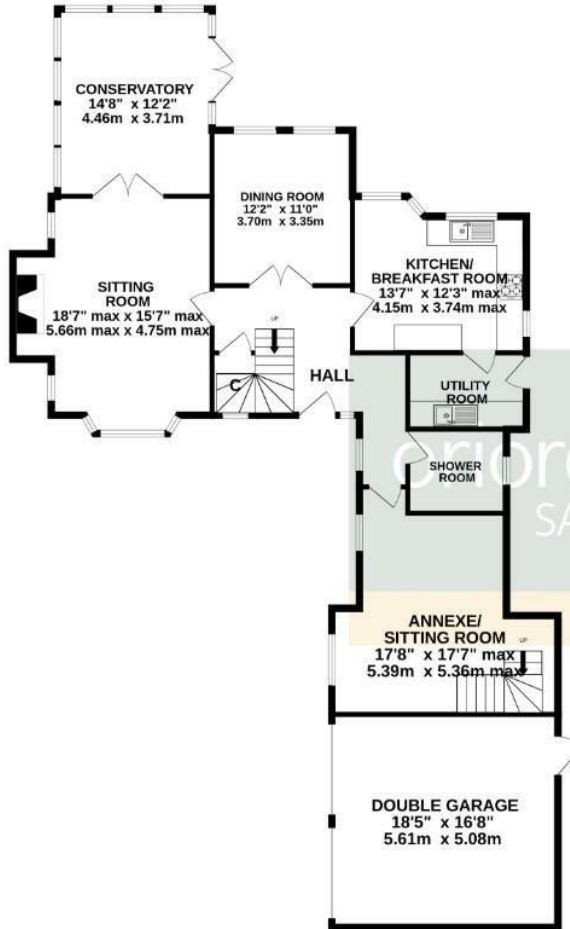 CONSERVATORY
14'8" x 12'2"
4.46m x 3.71m
DINING ROOM
12'2" x 11'0"
3.70m x 3.35m
KITCHEN/
BREAKFAST ROOM
13'7" x 12'3" max
4.15m x 3.74m max
SITTING
ROOM
18'7" max x 15'7" max
5.66m max x 4.75m max
UP
C
HALL
UTILITY
ROOM
SHOWER
ROOM
SA
ANNEXE/
SITTING ROOM
17'8" x 17'7" max
5.39m x 5.36m max
UP
DOUBLE GARAGE
18'5" x 16'8"
5.61m x 5.08m